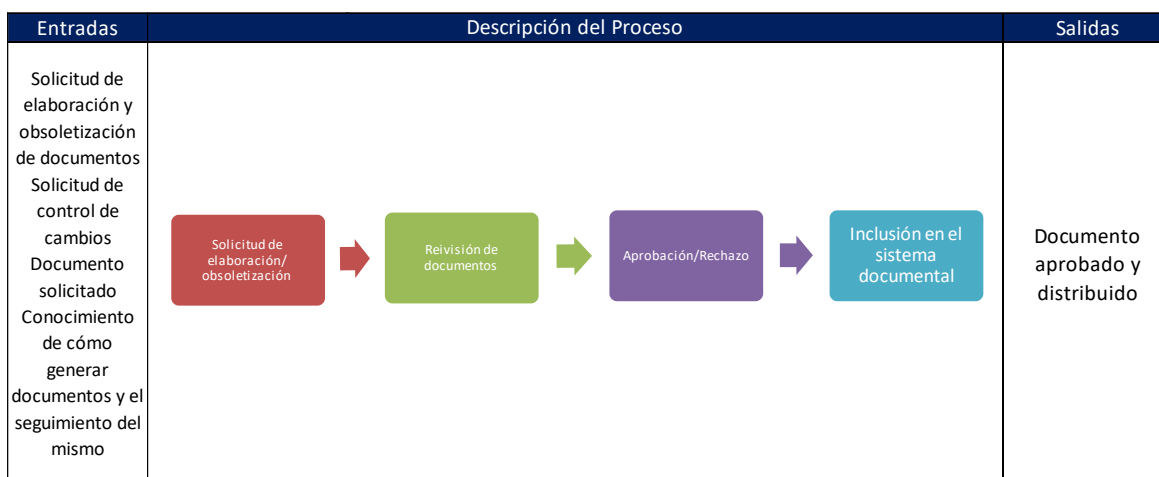 Entradas
Descripción del Proceso
Salidas
Solicitud de
elaboración y
obsoletización
de documentos
Solicitud de
control de
cambios
Documento
solicitado
Conocimiento
de cómo
generar
documentos y el
seguimiento del
mismo
Solicitud de
elaboración/
obsoletización
Reivisión de
documentos
Aprobación/Rechazo
Inclusión en el
sistema
documental
Documento
aprobado y
distribuido